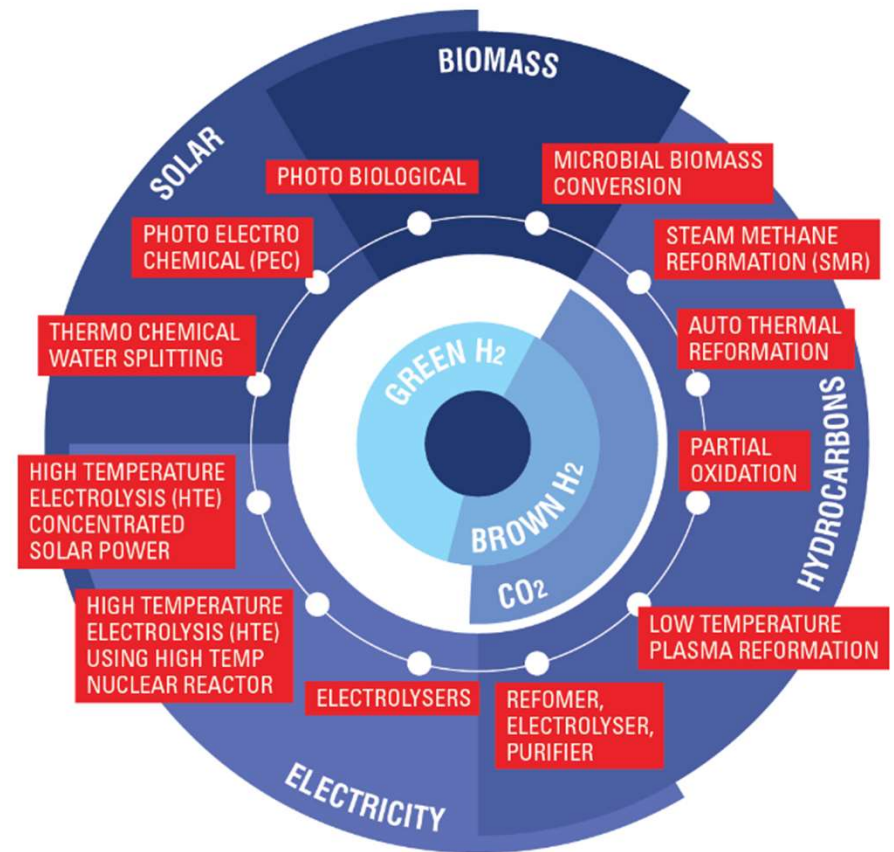 BIOMASS
SOLAR
PHOTO BIOLOGICAL
MICROBIAL BIOMASS
CONVERSION
PHOTO ELECTRO
CHEMICAL (PEC)
STEAM METHANE
REFORMATION (SMR)
THERMO CHEMICAL
WATER SPLITTING
AUTO THERMAL
REFORMATION
GREEN H2
BROWN H2
CO2
HYDROCARBONS
PARTIAL
OXIDATION
HIGH TEMPERATURE
ELECTROLYSIS (HTE)
CONCENTRATED
SOLAR POWER
HIGH TEMPERATURE
ELECTROLYSIS (HTE)
USING HIGH TEMP
NUCLEAR REACTOR
LOW TEMPERATURE
PLASMA REFORMATION
ELECTROLYSERS
REFOMER,
ELECTROLYSER,
PURIFIER
ELECTRICITY